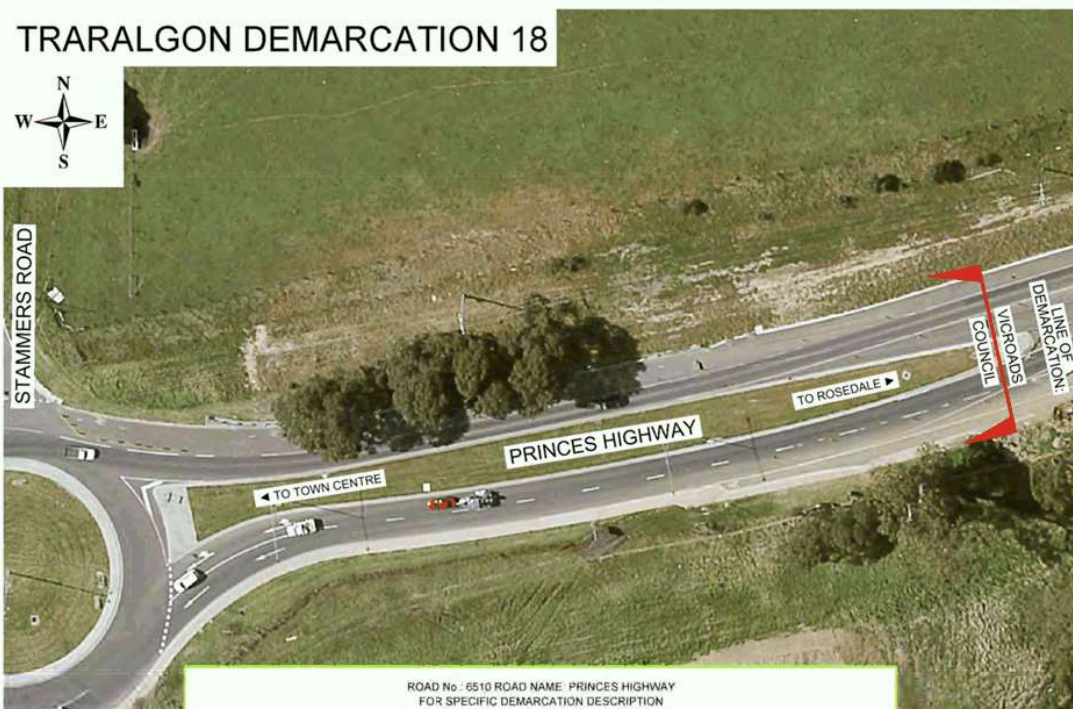 TRARALGON DEMARCATION 18
N
W E
S
STAMMERS ROAD
LINE OF
DEMARCATION:
VICROADS
COUNCIL
TO ROSEDALE ►
PRINCES HIGHWAY
◄ TO TOWN CENTRE
ROAD No.: 6510 ROAD NAME: PRINCES HIGHWAY
FOR SPECIFIC DEMARCATION DESCRIPTION